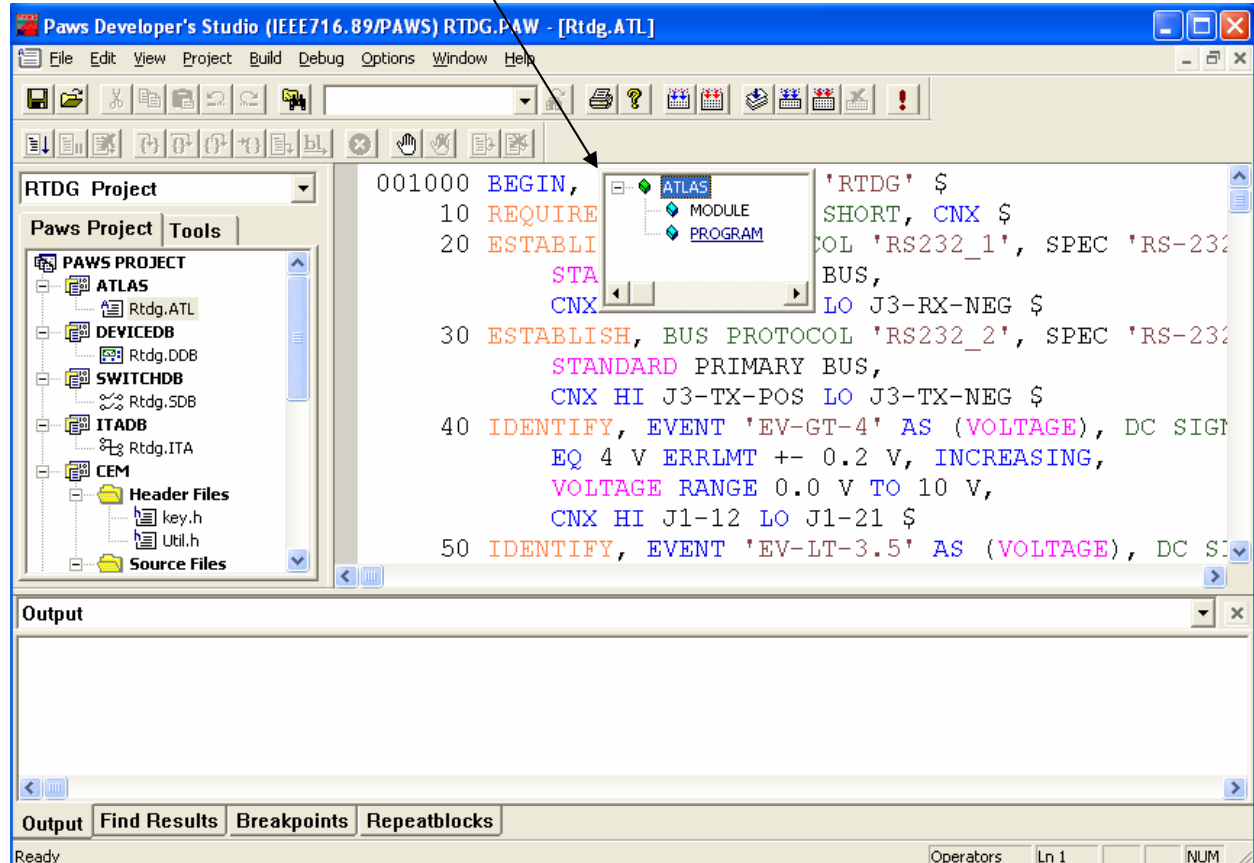 Paws Developer's Studio (IEEE716.89/PAWS) RTDG.PAW - [Rtdg.ATL]
File Edit View Project Build Debug Options Window Help
RTDG Project
Paws Project Tools
PAWS PROJECT
ATLAS
Rtdg.ATL
DEVICEDB
Rtdg.DDB
SWITCHDB
Rtdg.SDB
ITADB
Rtdg.ITA
CEM
Header Files
key.h
Util.h
Source Files
001000 BEGIN, 'RTDG' $
10 REQUIRE SHORT, CNX $
20 ESTABLI OL 'RS232_1', SPEC 'RS-232
STA BUS,
CNX LO J3-RX-NEG $
30 ESTABLISH, BUS PROTOCOL 'RS232_2', SPEC 'RS-232
STANDARD PRIMARY BUS,
CNX HI J3-TX-POS LO J3-TX-NEG $
40 IDENTIFY, EVENT 'EV-GT-4' AS (VOLTAGE), DC SIGN
EQ 4 V ERRLMT +- 0.2 V, INCREASING,
VOLTAGE RANGE 0.0 V TO 10 V,
CNX HI J1-12 LO J1-21 $
50 IDENTIFY, EVENT 'EV-LT-3.5' AS (VOLTAGE), DC SI
ATLAS
MODULE
PROGRAM
Output
Output Find Results Breakpoints Repeatblocks
Ready Operators Ln 1 NUM